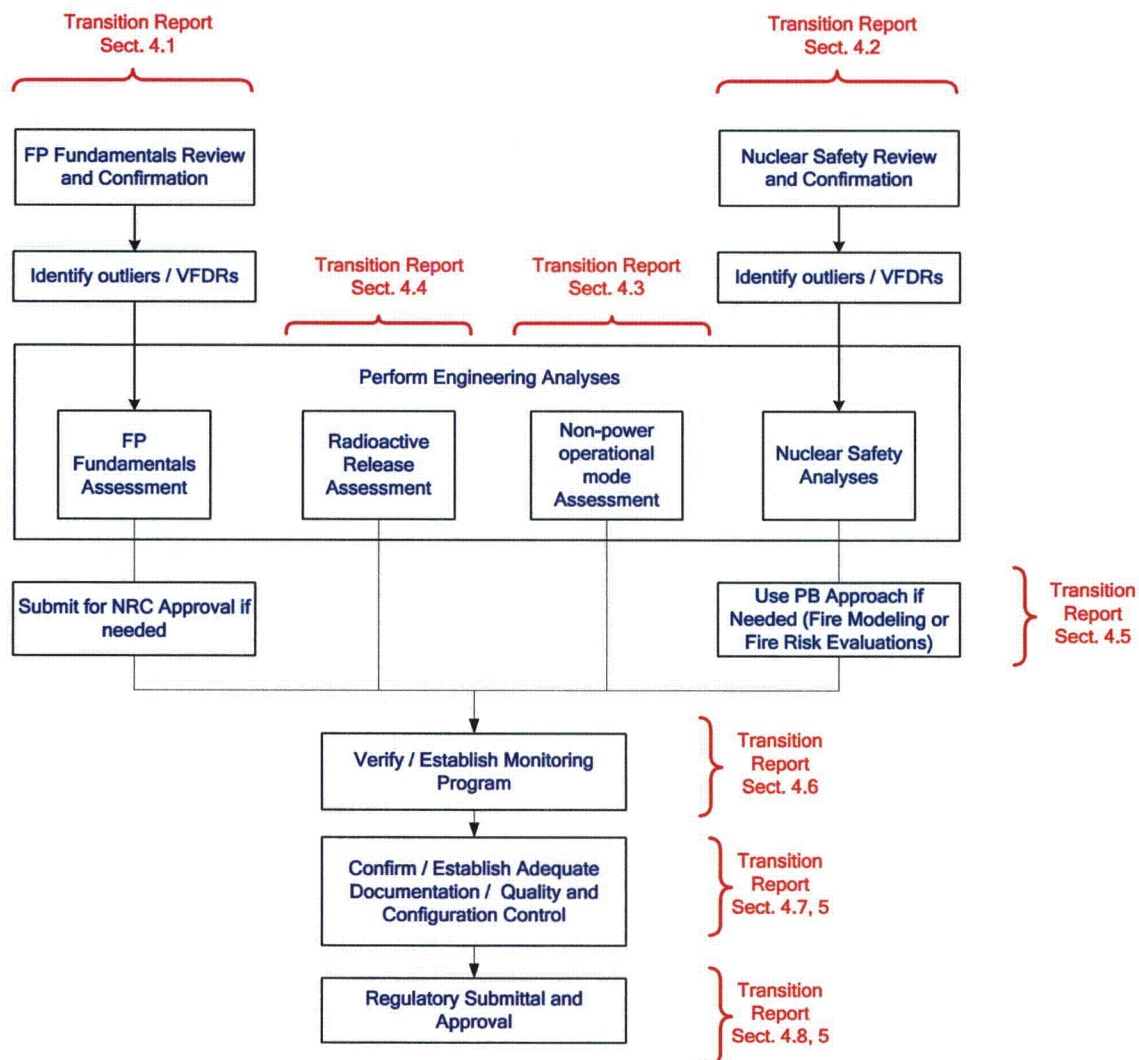 Transition Report
Sect. 4.1
Transition Report
Sect. 4.2
FP Fundamentals Review
and Confirmation
Nuclear Safety Review
and Confirmation
Identify outliers / VFDRs
Transition Report
Sect. 4.4
Transition Report
Sect. 4.3
Identify outliers / VFDRs
Perform Engineering Analyses
FP
Fundamentals
Assessment
Radioactive
Release
Assessment
Non-power
operational
mode
Assessment
Nuclear Safety
Analyses
Submit for NRC Approval if
needed
Use PB Approach if
Needed (Fire Modeling or
Fire Risk Evaluations)
Transition
Report
Sect. 4.5
Verify / Establish Monitoring
Program
Transition
Report
Sect. 4.6
Confirm / Establish Adequate
Documentation / Quality and
Configuration Control
Transition
Report
Sect. 4.7, 5
Regulatory Submittal and
Approval
Transition
Report
Sect. 4.8, 5